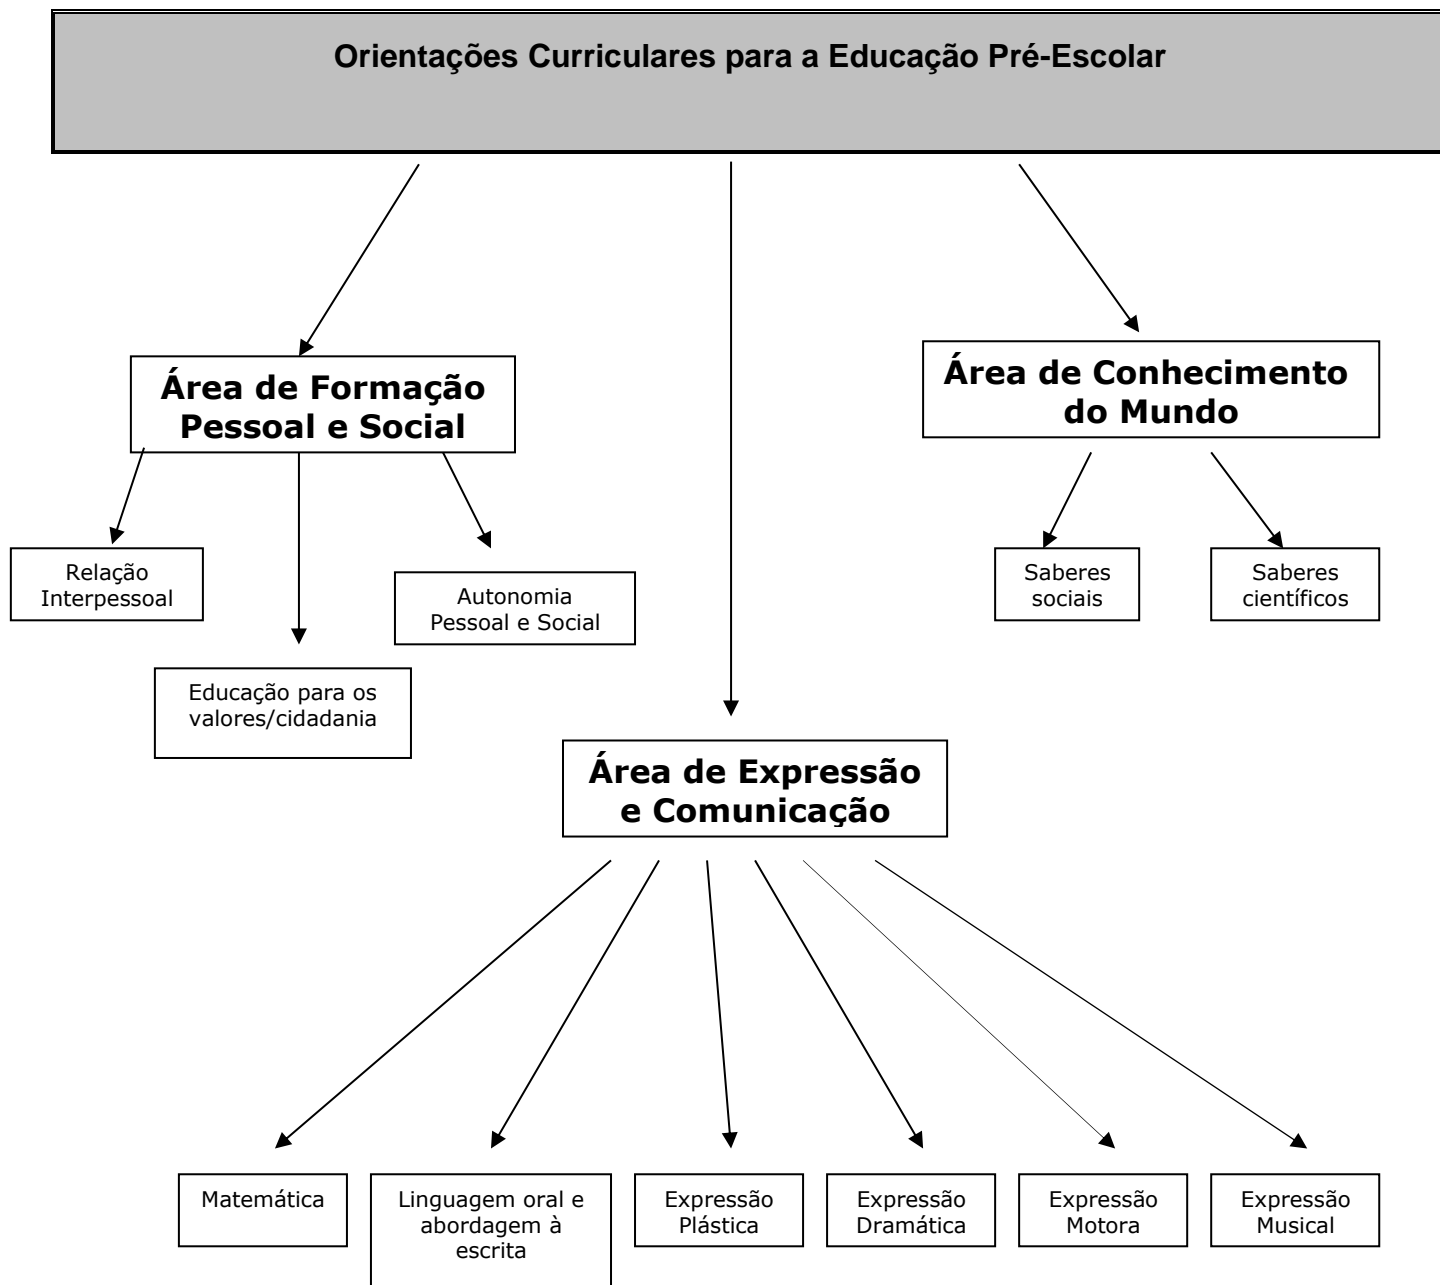 Orientações Curriculares para a Educação Pré-Escolar
Área de Formação
Pessoal e Social
Área de Conhecimento
do Mundo
Relação
Interpessoal
Autonomia
Pessoal e Social
Saberes
sociais
Saberes
científicos
Educação para os
valores/cidadania
Área de Expressão
e Comunicação
Matemática
Linguagem oral e
abordagem à
escrita
Expressão
Plástica
Expressão
Dramática
Expressão
Motora
Expressão
Musical